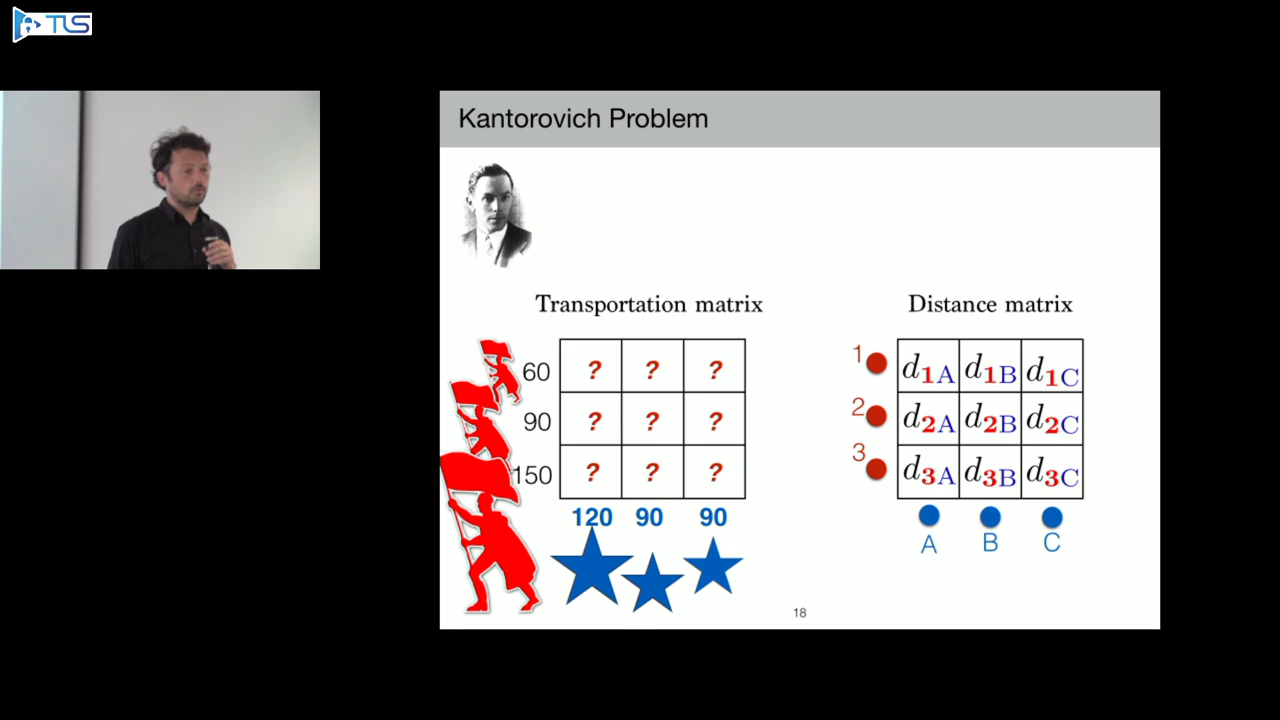 TLS
Kantorovich Problem
Transportation matrix
Distance matrix
60 ? ? ?
90 ? ? ?
150 ? ? ?
120 90 90
1 d1A d1B d1C
2 d2A d2B d2C
3 d3A d3B d3C
A B C
18